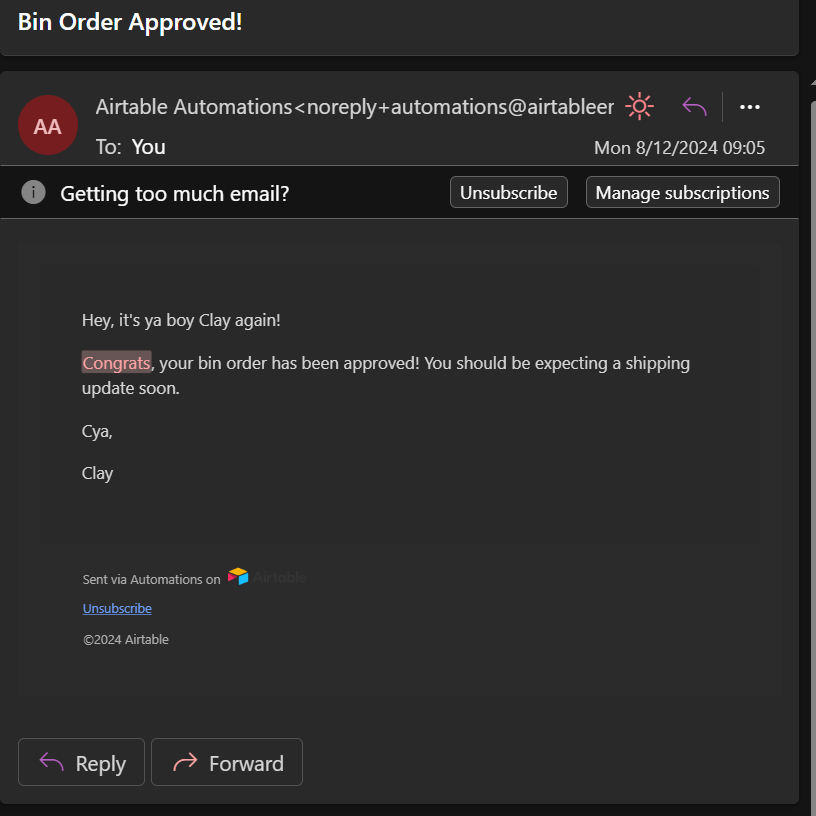 Bin Order Approved!
AA
Airtable Automations<noreply+automations@airtableer
To: You
Mon 8/12/2024 09:05
Getting too much email?
Unsubscribe
Manage subscriptions
Hey, it's ya boy Clay again!
Congrats, your bin order has been approved! You should be expecting a shipping
update soon.
Cya,
Clay
Sent via Automations on Airtable
Unsubscribe
©2024 Airtable
Reply
Forward